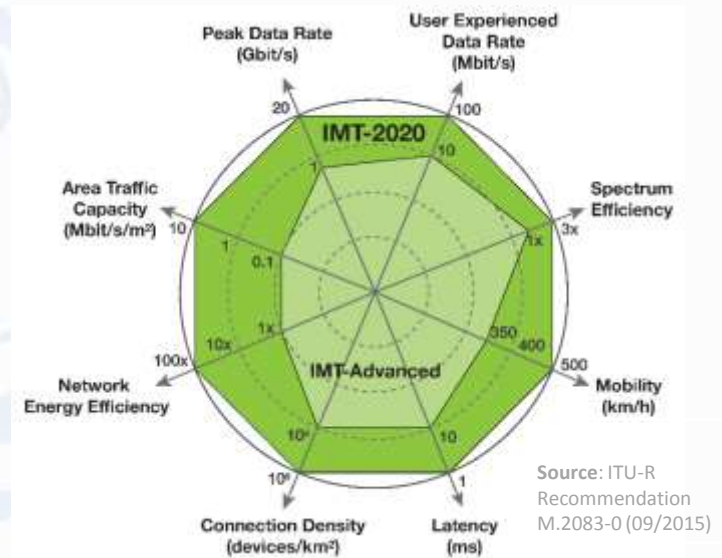 Peak Data Rate
(Gbit/s)
User Experienced
Data Rate
(Mbit/s)
20
100
IMT-2020
1
10
Area Traffic
Capacity
(Mbit/s/m²)
Spectrum
Efficiency
10
1
0.1
1x
3x
1x
10x
100x
350
400
500
Network
Energy Efficiency
IMT-Advanced
Mobility
(km/h)
10
1
Connection Density
(devices/km²)
Latency
(ms)
Source: ITU-R
Recommendation
M.2083-0 (09/2015)